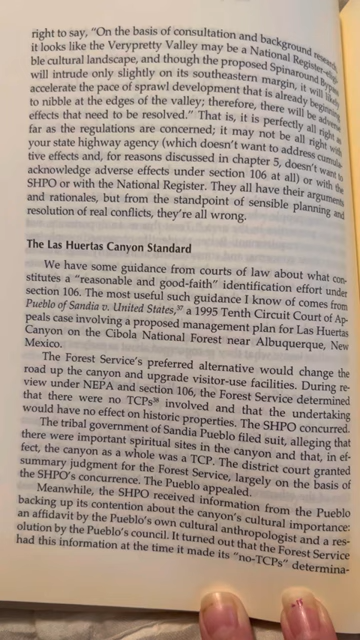 right to say, "On the basis of consultation and background research,
it looks like the Verypretty Valley may be a National Register-eligi-
ble cultural landscape, and though the proposed Spinaround Bypass
will intrude only slightly on its southeastern margin, it will likely
accelerate the pace of sprawl development that is already beginning
to nibble at the edges of the valley; therefore, there will be adverse
effects that need to be resolved." That is, it is perfectly all right as
far as the regulations are concerned; it may not be all right with
your state highway agency (which doesn't want to address cumula-
tive effects and, for reasons discussed in chapter 5, doesn't want to
acknowledge adverse effects under section 106 at all) or with the
SHPO or with the National Register. They all have their arguments
and rationales, but from the standpoint of sensible planning and
resolution of real conflicts, they're all wrong.
The Las Huertas Canyon Standard
We have some guidance from courts of law about what con-
stitutes a "reasonable and good-faith" identification effort under
section 106. The most useful such guidance I know of comes from
Pueblo of Sandia v. United States,37 a 1995 Tenth Circuit Court of Ap-
peals case involving a proposed management plan for Las Huertas
Canyon on the Cibola National Forest near Albuquerque, New
Mexico.
The Forest Service's preferred alternative would change the
road up the canyon and upgrade visitor-use facilities. During re-
view under NEPA and section 106, the Forest Service determined
that there were no TCPs38 involved and that the undertaking
would have no effect on historic properties. The SHPO concurred.
The tribal government of Sandia Pueblo filed suit, alleging that
there were important spiritual sites in the canyon and that, in ef-
fect, the canyon as a whole was a TCP. The district court granted
summary judgment for the Forest Service, largely on the basis of
the SHPO's concurrence. The Pueblo appealed.
Meanwhile, the SHPO received information from the Pueblo
backing up its contention about the canyon's cultural importance:
an affidavit by the Pueblo's own cultural anthropologist and a res-
olution by the Pueblo's council. It turned out that the Forest Service
had this information at the time it made its "no-TCPs" determina-